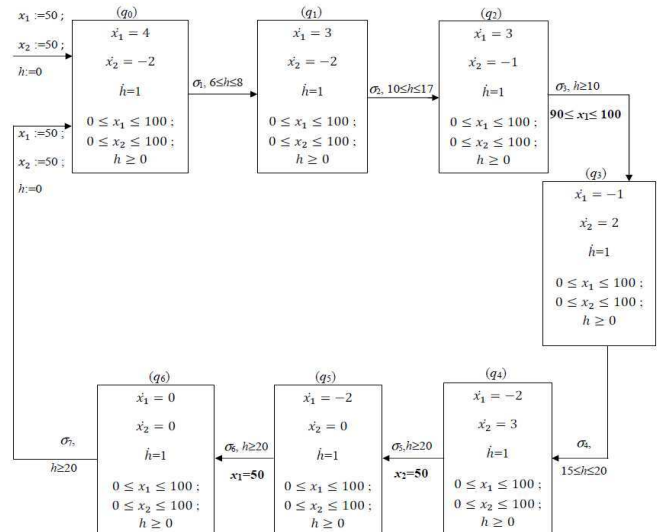 x₁ :=50 ;
x₂ :=50 ;
h:=0
(q₀)
ẋ₁ = 4
ẋ₂ = −2
ḣ=1
0 ≤ x₁ ≤ 100 ;
0 ≤ x₂ ≤ 100 ;
h ≥ 0
σ₁, 6≤h≤8
(q₁)
ẋ₁ = 3
ẋ₂ = −2
ḣ=1
0 ≤ x₁ ≤ 100 ;
0 ≤ x₂ ≤ 100 ;
h ≥ 0
σ₂, 10≤h≤17
(q₂)
ẋ₁ = 3
ẋ₂ = −1
ḣ=1
0 ≤ x₁ ≤ 100 ;
0 ≤ x₂ ≤ 100 ;
h ≥ 0
σ₃, h≥10
90≤ x₁≤ 100
(q₃)
ẋ₁ = −1
ẋ₂ = 2
ḣ=1
0 ≤ x₁ ≤ 100 ;
0 ≤ x₂ ≤ 100 ;
h ≥ 0
σ₄,
15≤h≤20
(q₄)
ẋ₁ = −2
ẋ₂ = 3
ḣ=1
0 ≤ x₁ ≤ 100 ;
0 ≤ x₂ ≤ 100 ;
h ≥ 0
σ₅,h≥20
x₂=50
(q₅)
ẋ₁ = −2
ẋ₂ = 0
ḣ=1
0 ≤ x₁ ≤ 100 ;
0 ≤ x₂ ≤ 100 ;
h ≥ 0
σ₆, h≥20
x₁=50
(q₆)
ẋ₁ = 0
ẋ₂ = 0
ḣ=1
0 ≤ x₁ ≤ 100 ;
0 ≤ x₂ ≤ 100 ;
h ≥ 0
σ₇,
h≥20
x₁ :=50 ;
x₂ :=50 ;
h:=0